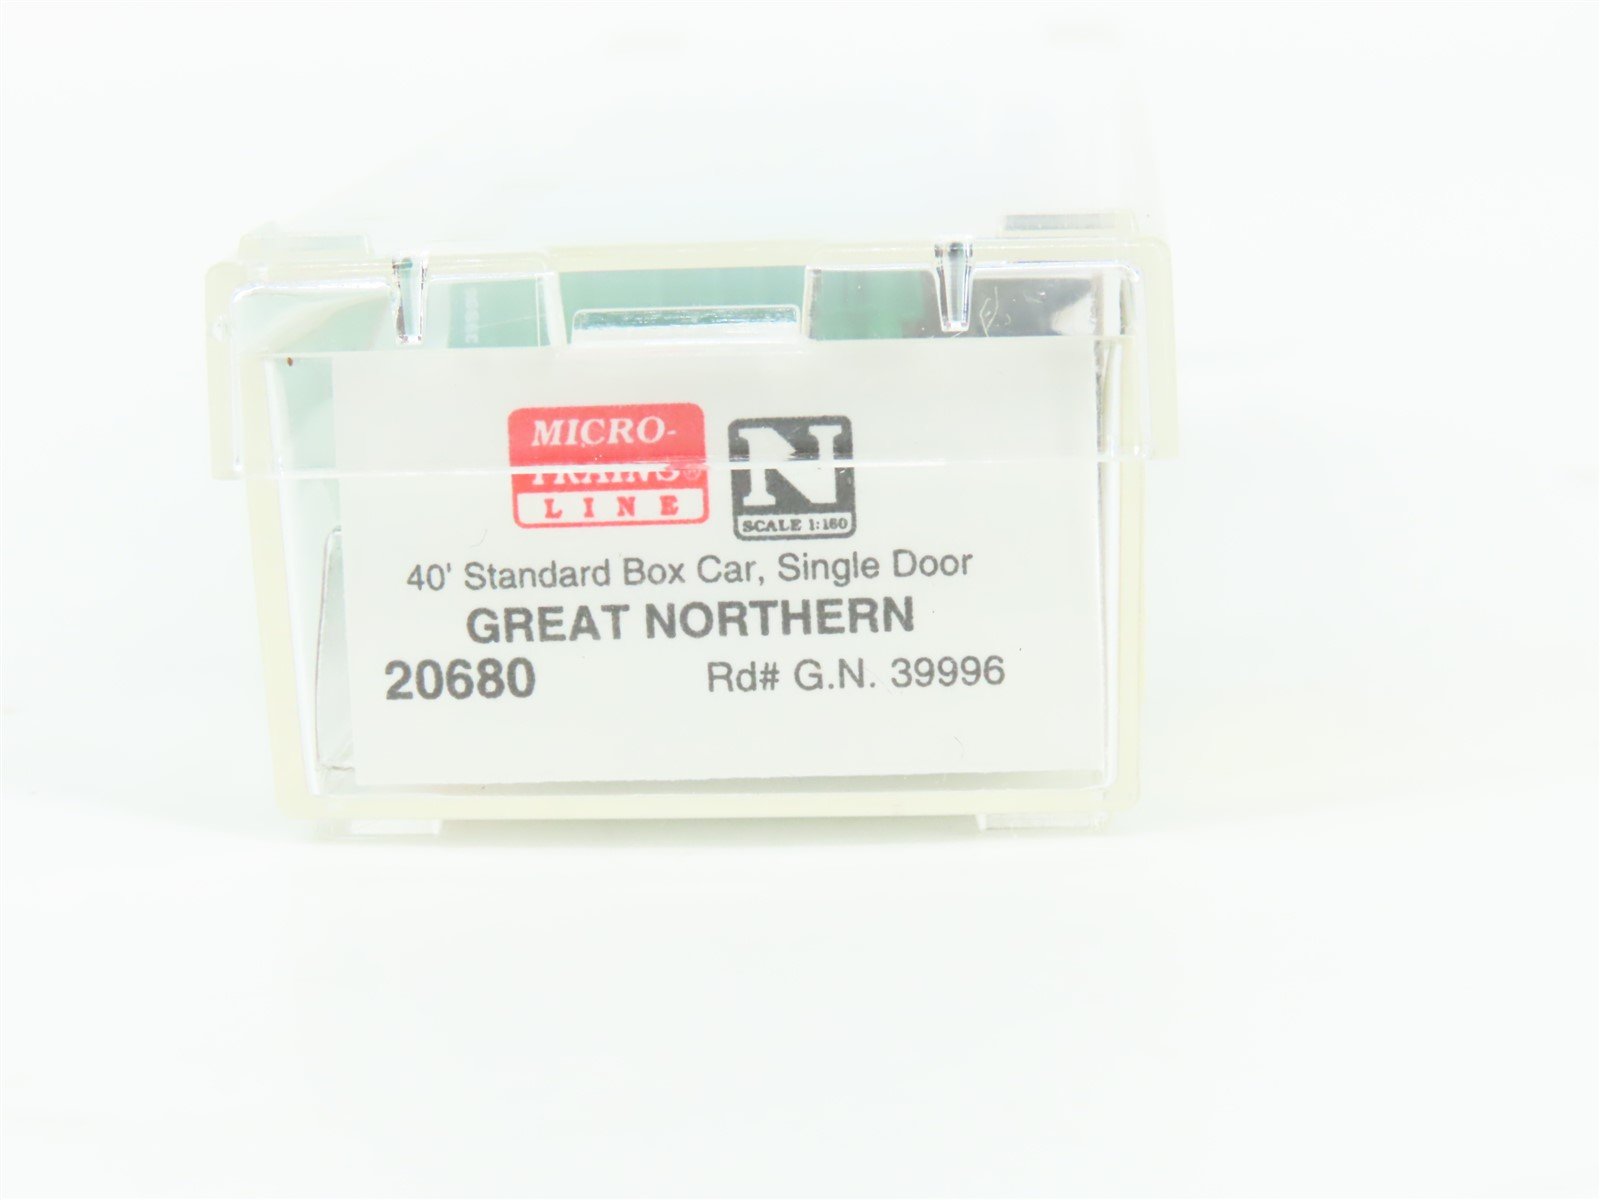 MICRO-
TRAINS®
LINE
N
SCALE 1:160
40' Standard Box Car, Single Door
GREAT NORTHERN
20680 Rd# G.N. 39996